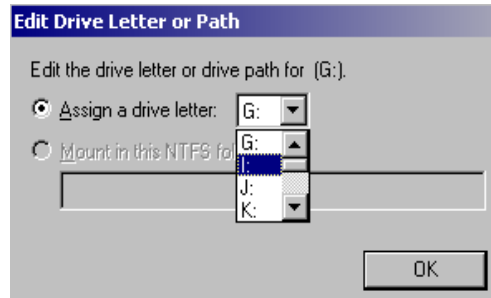 Edit Drive Letter or Path
Edit the drive letter or drive path for (G:).
Assign a drive letter: G:
Mount in this NTFS
G:
I:
J:
K:
OK